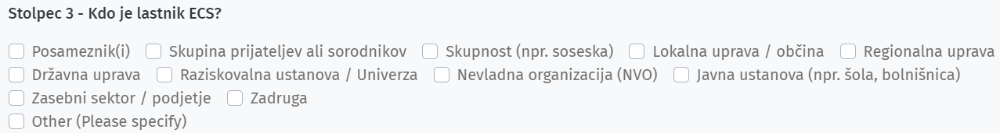 Stolpec 3 - Kdo je lastnik ECS?
Posameznik(i) Skupina prijateljev ali sorodnikov Skupnost (npr. soseska) Lokalna uprava / občina Regionalna uprava
Državna uprava Raziskovalna ustanova / Univerza Nevladna organizacija (NVO) Javna ustanova (npr. šola, bolnišnica)
Zasebni sektor / podjetje Zadruga
Other (Please specify)